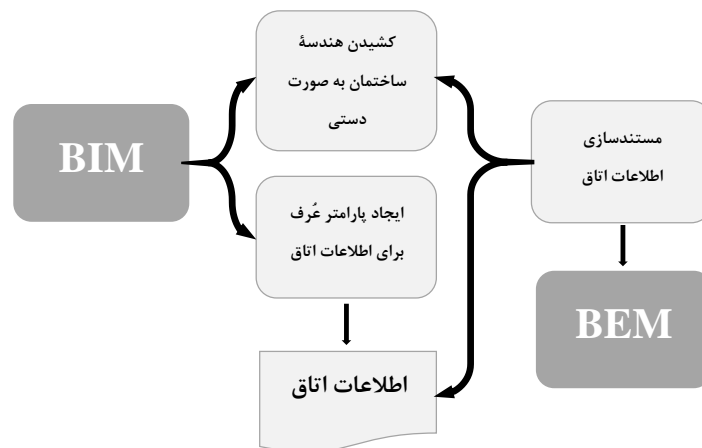 کشیدن هندسهٔ
ساختمان به صورت
دستی
BIM
مستندسازی
اطلاعات اتاق
ایجاد پارامتر عُرف
برای اطلاعات اتاق
BEM
اطلاعات اتاق